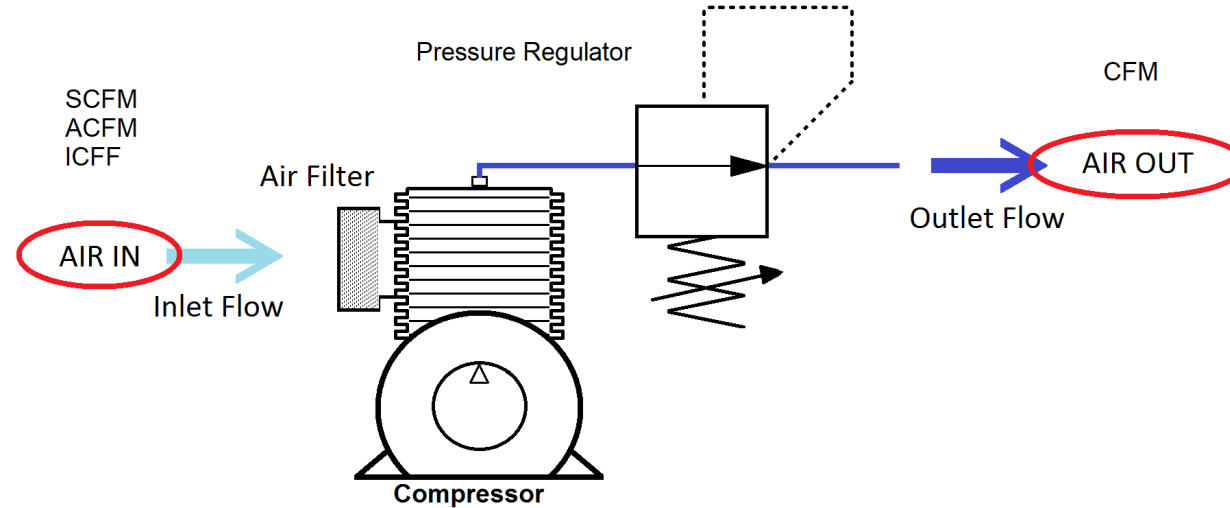 Pressure Regulator
CFM
SCFM
ACFM
ICFF
Air Filter
AIR OUT
Outlet Flow
AIR IN
Inlet Flow
Compressor